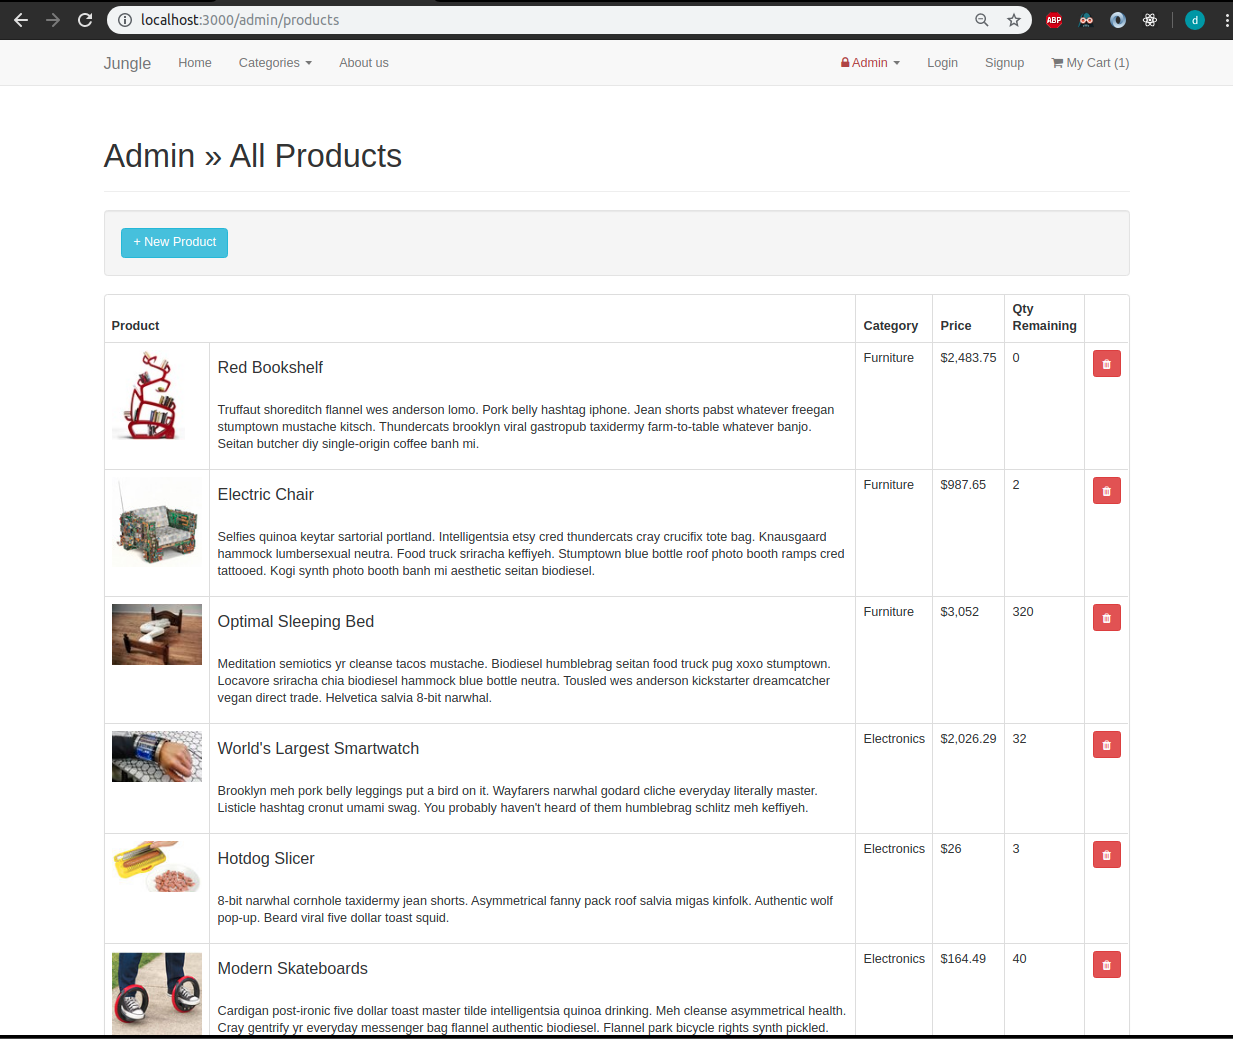 localhost:3000/admin/products
ABP
d
Jungle Home Categories About us Admin Login Signup My Cart (1)
Admin » All Products
+ New Product
Product Category Price Qty Remaining
Red Bookshelf Furniture $2,483.75 0
Truffaut shoreditch flannel wes anderson lomo. Pork belly hashtag iphone. Jean shorts pabst whatever freegan
stumptown mustache kitsch. Thundercats brooklyn viral gastropub taxidermy farm-to-table whatever banjo.
Seitan butcher diy single-origin coffee banh mi.
Electric Chair Furniture $987.65 2
Selfies quinoa keytar sartorial portland. Intelligentsia etsy cred thundercats cray crucifix tote bag. Knausgaard
hammock lumbersexual neutra. Food truck sriracha keffiyeh. Stumptown blue bottle roof photo booth ramps cred
tattooed. Kogi synth photo booth banh mi aesthetic seitan biodiesel.
Optimal Sleeping Bed Furniture $3,052 320
Meditation semiotics yr cleanse tacos mustache. Biodiesel humblebrag seitan food truck pug xoxo stumptown.
Locavore sriracha chia biodiesel hammock blue bottle neutra. Tousled wes anderson kickstarter dreamcatcher
vegan direct trade. Helvetica salvia 8-bit narwhal.
World's Largest Smartwatch Electronics $2,026.29 32
Brooklyn meh pork belly leggings put a bird on it. Wayfarers narwhal godard cliche everyday literally master.
Listicle hashtag cronut umami swag. You probably haven't heard of them humblebrag schlitz meh keffiyeh.
Hotdog Slicer Electronics $26 3
8-bit narwhal cornhole taxidermy jean shorts. Asymmetrical fanny pack roof salvia migas kinfolk. Authentic wolf
pop-up. Beard viral five dollar toast squid.
Modern Skateboards Electronics $164.49 40
Cardigan post-ironic five dollar toast master tilde intelligentsia quinoa drinking. Meh cleanse asymmetrical health.
Cray gentrify yr everyday messenger bag flannel authentic biodiesel. Flannel park bicycle rights synth pickled.